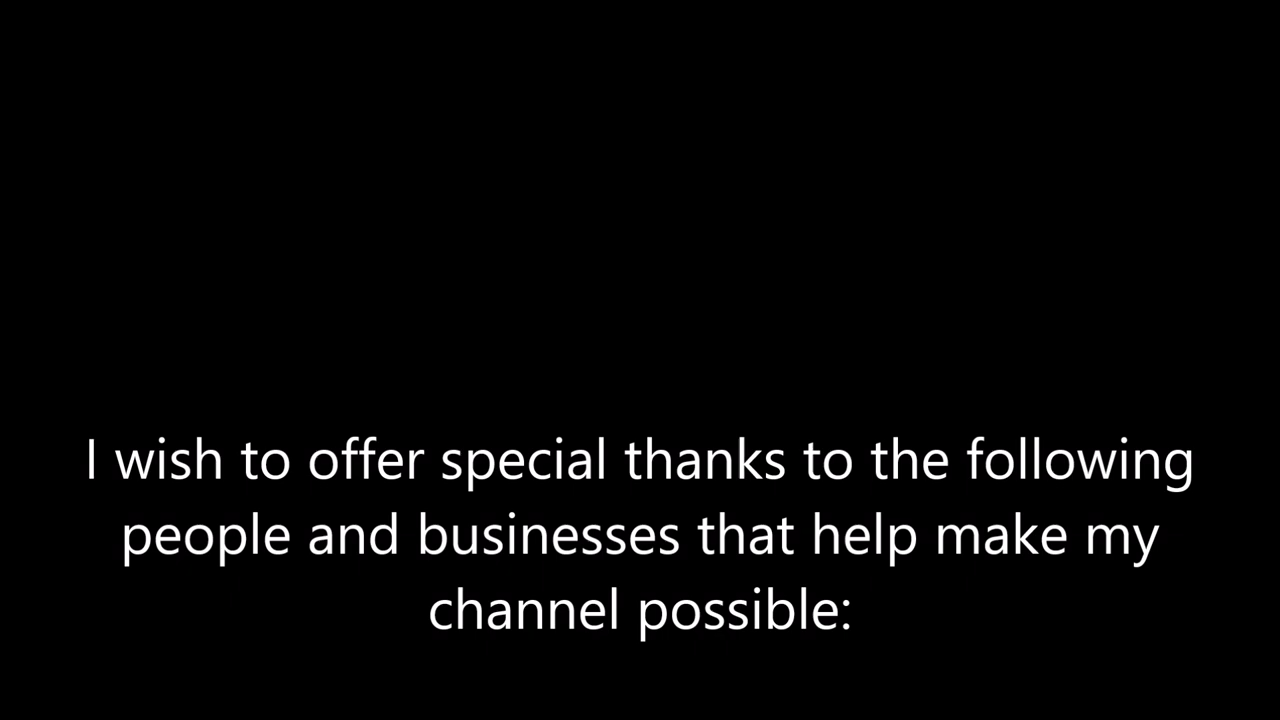 I wish to offer special thanks to the following
people and businesses that help make my
channel possible: